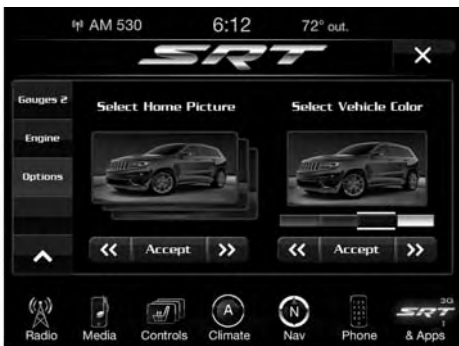 AM 530 6:12 72° out.
SRT
Gauges 2
Engine
Options
Select Home Picture Select Vehicle Color
Accept Accept
Radio Media Controls Climate Nav Phone SRT & Apps
A N